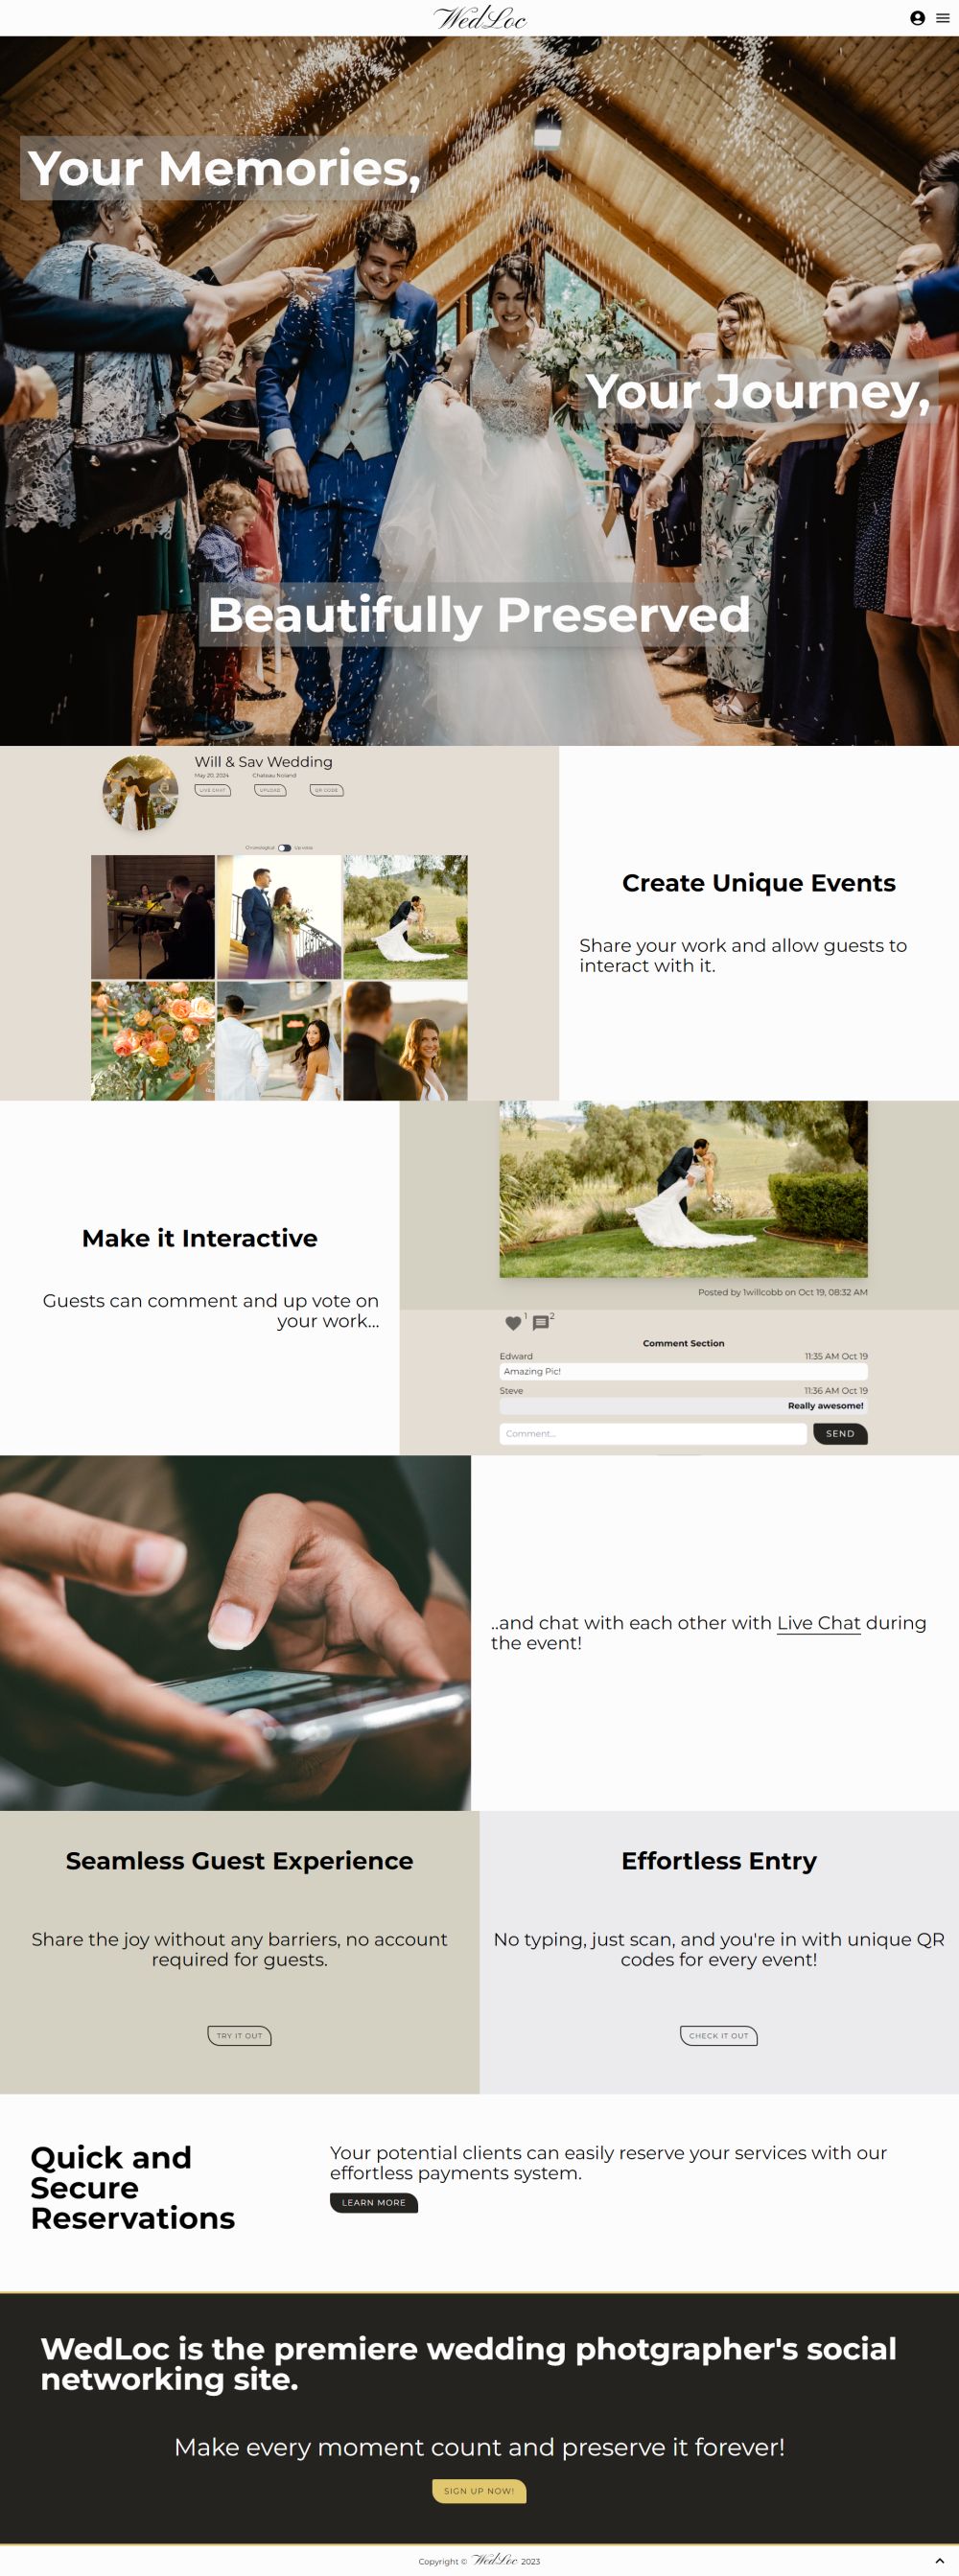 WedLoc
Your Memories,
Your Journey,
Beautifully Preserved
Will & Sav Wedding
May 20, 2024 Chateau Noland
LIVE CHAT UPLOAD QR CODE
Chronological Up vote
Create Unique Events
Share your work and allow guests to
interact with it.
Make it Interactive
Guests can comment and up vote on
your work...
Posted by 1willcobb on Oct 19, 08:32 AM
1 2
Comment Section
Edward 11:35 AM Oct 19
Amazing Pic!
Steve 11:36 AM Oct 19
Really awesome!
Comment... SEND
..and chat with each other with Live Chat during
the event!
Seamless Guest Experience
Share the joy without any barriers, no account
required for guests.
TRY IT OUT
Effortless Entry
No typing, just scan, and you're in with unique QR
codes for every event!
CHECK IT OUT
Quick and
Secure
Reservations
Your potential clients can easily reserve your services with our
effortless payments system.
LEARN MORE
WedLoc is the premiere wedding photgrapher's social
networking site.
Make every moment count and preserve it forever!
SIGN UP NOW!
Copyright © WedLoc 2023